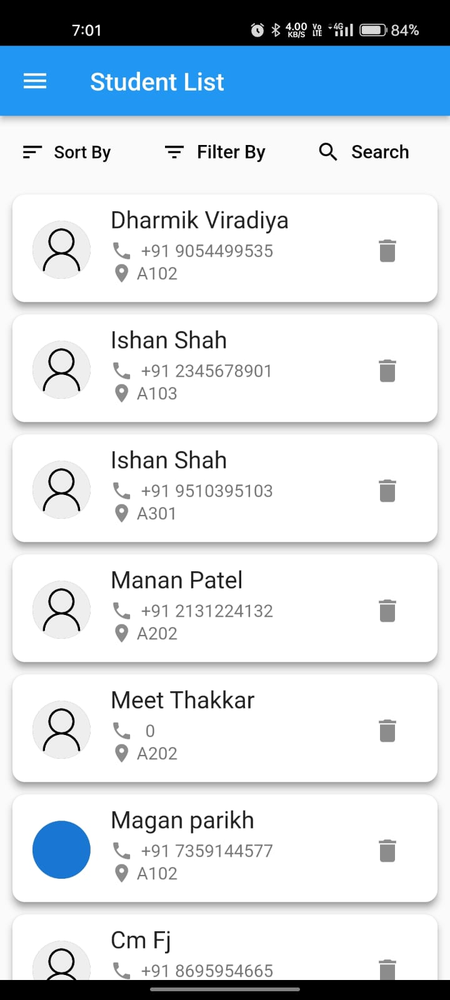 7:01 4.00 KB/S Vo LTE 4G 84%
Student List
Sort By Filter By Search
Dharmik Viradiya
+91 9054499535
A102
Ishan Shah
+91 2345678901
A103
Ishan Shah
+91 9510395103
A301
Manan Patel
+91 2131224132
A202
Meet Thakkar
0
A202
Magan parikh
+91 7359144577
A102
Cm Fj
+91 8695954665